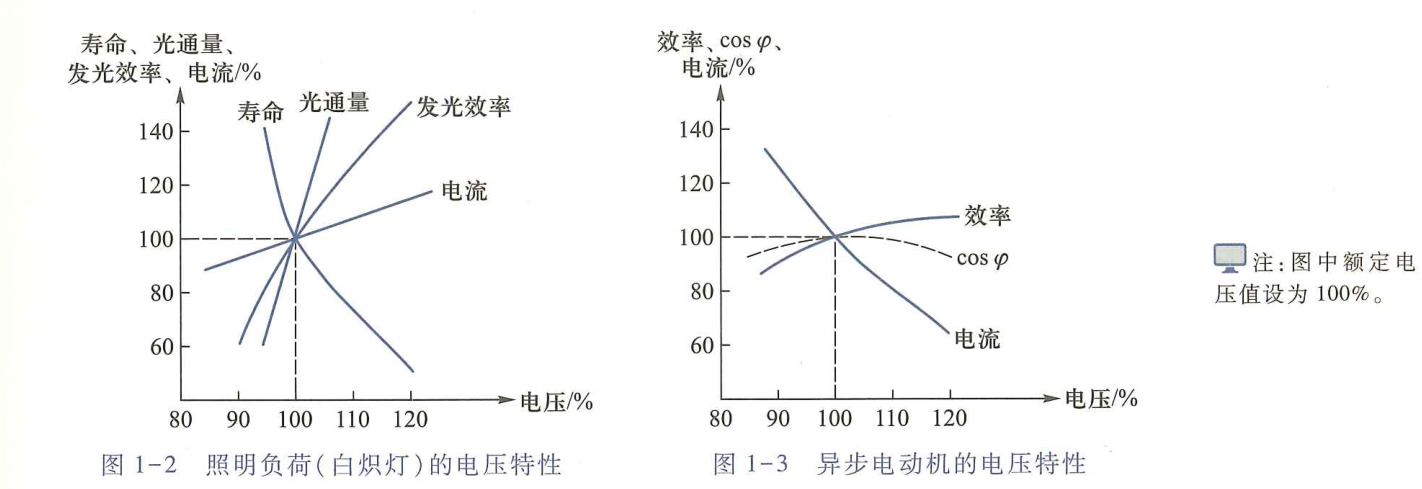 寿命、光通量、
发光效率、电流/%
寿命
光通量
发光效率
电流
140
120
100
80
60
80 90 100 110 120
电压/%
图 1-2 照明负荷(白炽灯)的电压特性
效率、cos φ、
电流/%
140
120
100
80
60
效率
cos φ
电流
80 90 100 110 120
电压/%
图 1-3 异步电动机的电压特性
注:图中额定电
压值设为 100%。